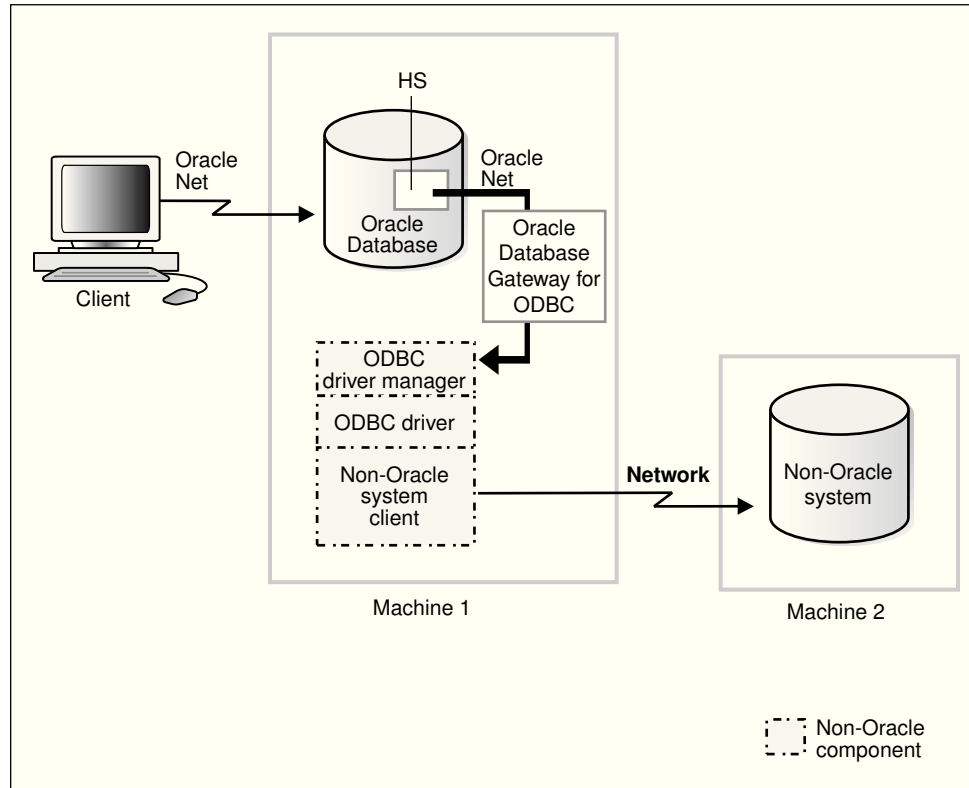 HS
Oracle
Net
Oracle
Database
Client
Oracle
Net
Oracle
Database
Gateway for
ODBC
ODBC
driver manager
ODBC driver
Non-Oracle
system
client
Network
Non-Oracle
system
Machine 1
Machine 2
Non-Oracle
component